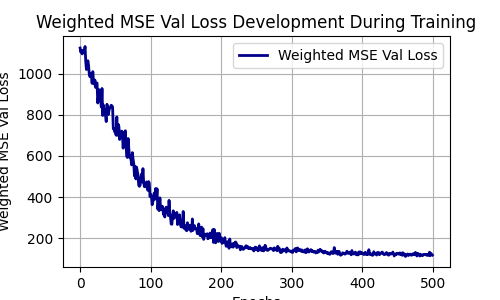 Weighted MSE Val Loss Development During Training
Weighted MSE Val Loss
Weighted MSE Val Loss
1000
800
600
400
200
0
100
200
300
400
500
Epochs